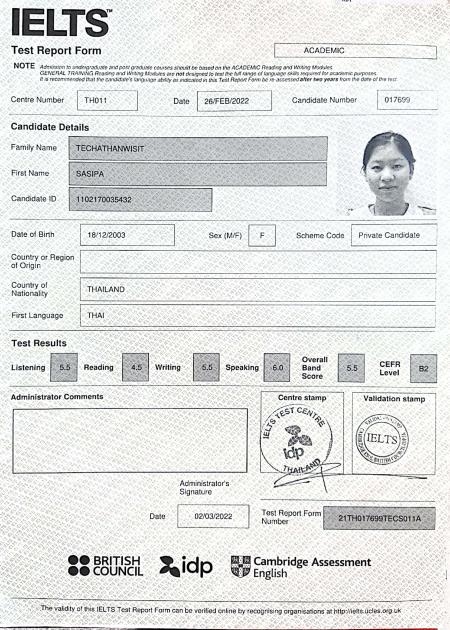 IELTS™
Test Report Form
ACADEMIC
NOTE Admission to undergraduate and post graduate courses should be based on the ACADEMIC Reading and Writing Modules.
GENERAL TRAINING Reading and Writing Modules are not designed to test the full range of language skills required for academic purposes.
It is recommended that the candidate's language ability as indicated in this Test Report Form be re-assessed after two years from the date of the test.
Centre Number TH011 Date 26/FEB/2022 Candidate Number 017699
Candidate Details
Family Name TECHATHANWISIT
First Name SASIPA
Candidate ID 1102170035432
Date of Birth 18/12/2003 Sex (M/F) F Scheme Code Private Candidate
Country or Region
of Origin
Country of
Nationality THAILAND
First Language THAI
Test Results
Listening 5.5 Reading 4.5 Writing 5.5 Speaking 6.0 Overall Band Score 5.5 CEFR Level B2
Administrator Comments
Centre stamp
Validation stamp
IELTS TEST CENTRE
idp
THAILAND
IELTS
Administrator's
Signature
Date 02/03/2022
Test Report Form
Number 21TH017699TECS011A
BRITISH
COUNCIL
idp
Cambridge Assessment
English
The validity of this IELTS Test Report Form can be verified online by recognising organisations at http://ielts.ucles.org.uk